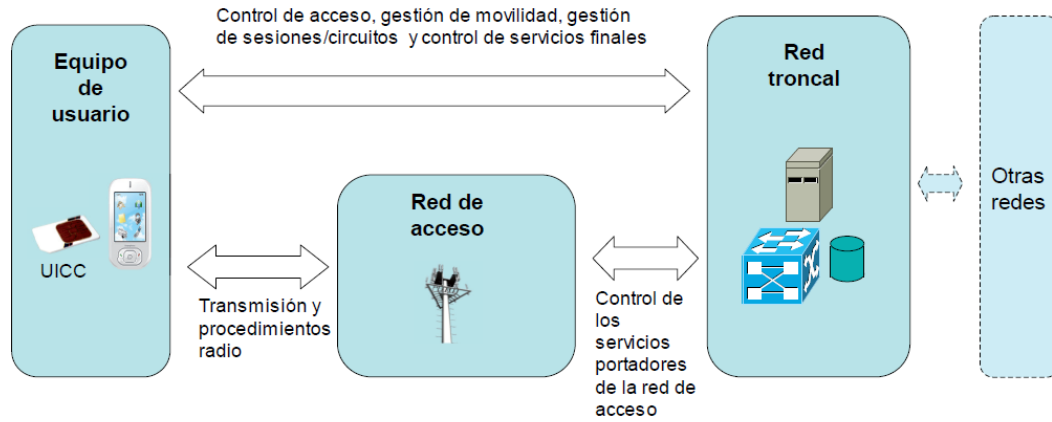 Control de acceso, gestión de movilidad, gestión
de sesiones/circuitos y control de servicios finales
Equipo
de
usuario
UICC
Red de
acceso
Red
troncal
Otras
redes
Transmisión y
procedimientos
radio
Control de
los
servicios
portadores
de la red de
acceso